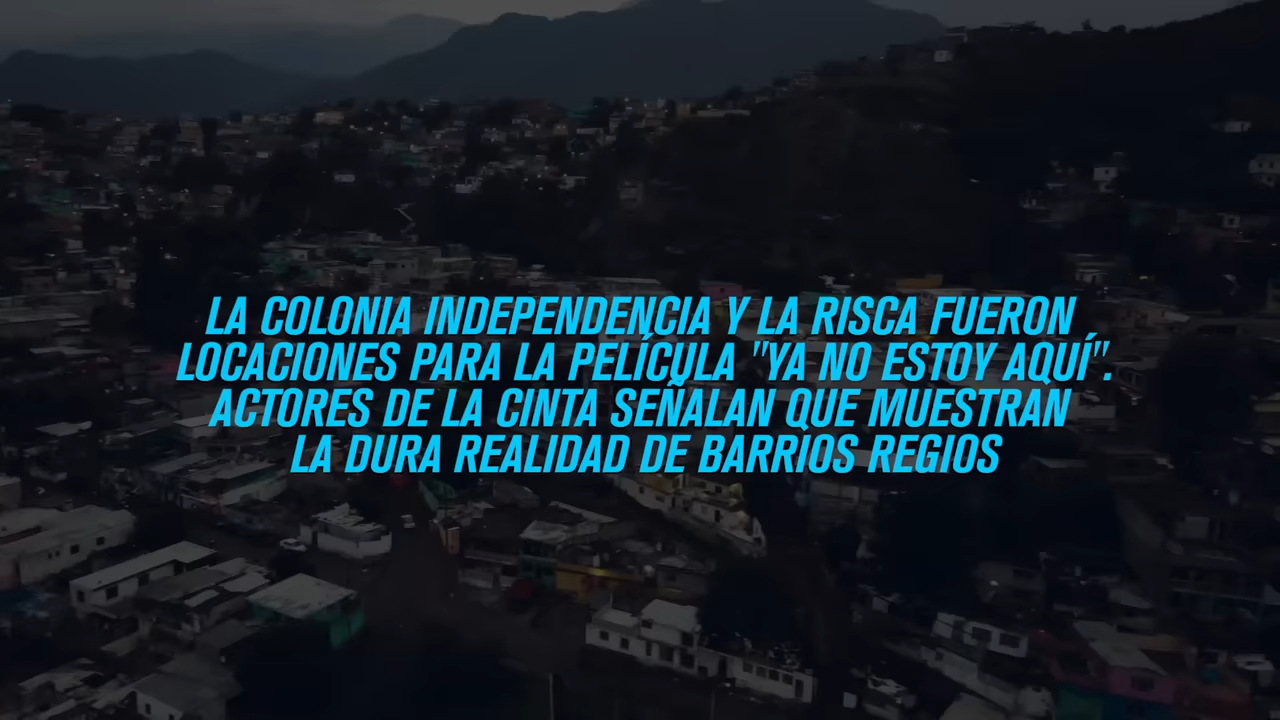 LA COLONIA INDEPENDENCIA Y LA RISCA FUERON
LOCACIONES PARA LA PELÍCULA "YA NO ESTOY AQUÍ".
ACTORES DE LA CINTA SEÑALAN QUE MUESTRAN
LA DURA REALIDAD DE BARRIOS REGIOS